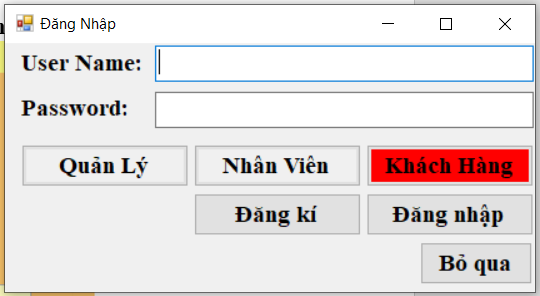 Đăng Nhập
User Name:
Password:
Quản Lý Nhân Viên Khách Hàng
Đăng kí Đăng nhập
Bỏ qua